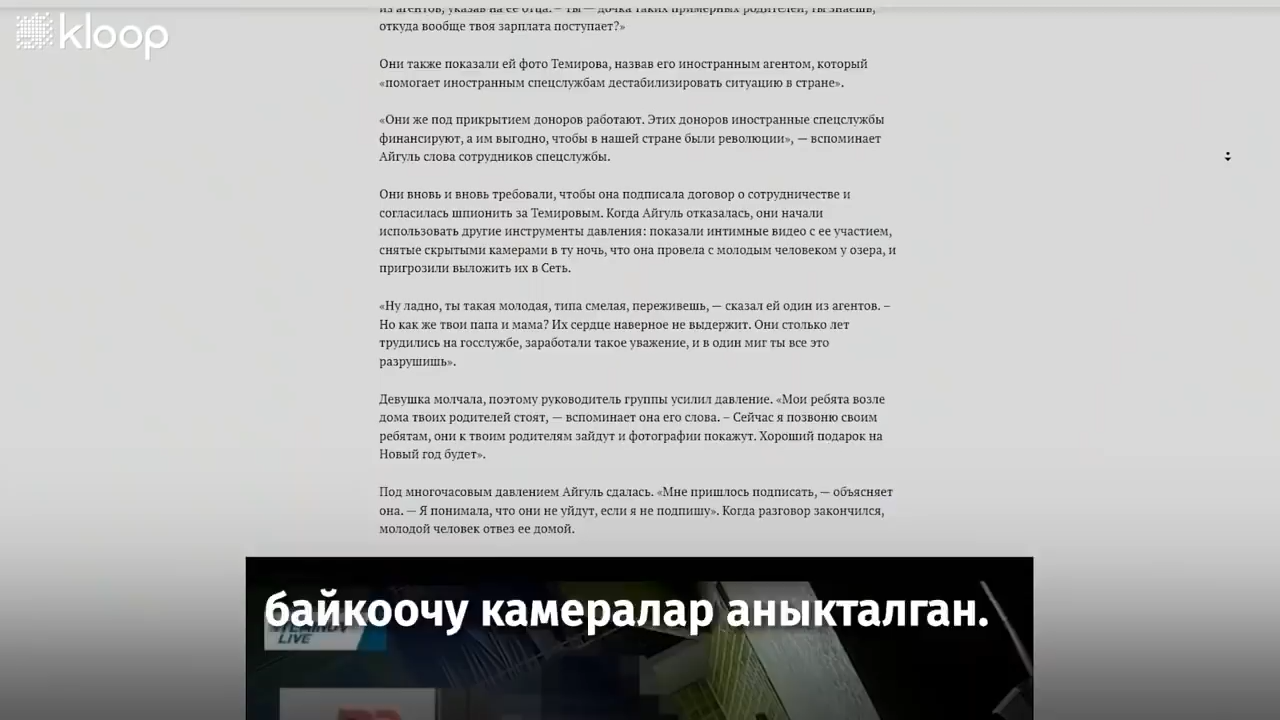 kloop
из агентов, указав на ее отца. – Ты — дочка таких примерных родителей, ты знаешь,
откуда вообще твоя зарплата поступает?»
Они также показали ей фото Темирова, назвав его иностранным агентом, который
«помогает иностранным спецслужбам дестабилизировать ситуацию в стране».
«Они же под прикрытием доноров работают. Этих доноров иностранные спецслужбы
финансируют, а им выгодно, чтобы в нашей стране были революции», — вспоминает
Айгуль слова сотрудников спецслужбы.
Они вновь и вновь требовали, чтобы она подписала договор о сотрудничестве и
согласилась шпионить за Темировым. Когда Айгуль отказалась, они начали
использовать другие инструменты давления: показали интимные видео с ее участием,
снятые скрытыми камерами в ту ночь, что она провела с молодым человеком у озера, и
пригрозили выложить их в Сеть.
«Ну ладно, ты такая молодая, типа смелая, переживешь, — сказал ей один из агентов. –
Но как же твои папа и мама? Их сердце наверное не выдержит. Они столько лет
трудились на госслужбе, заработали такое уважение, и в один миг ты все это
разрушишь».
Девушка молчала, поэтому руководитель группы усилил давление. «Мои ребята возле
дома твоих родителей стоят, — вспоминает она его слова. – Сейчас я позвоню своим
ребятам, они к твоим родителям зайдут и фотографии покажут. Хороший подарок на
Новый год будет».
Под многочасовым давлением Айгуль сдалась. «Мне пришлось подписать, — объясняет
она. — Я понимала, что они не уйдут, если я не подпишу». Когда разговор закончился,
молодой человек отвез ее домой.
байкоочу камералар аныкталган.
LIVE